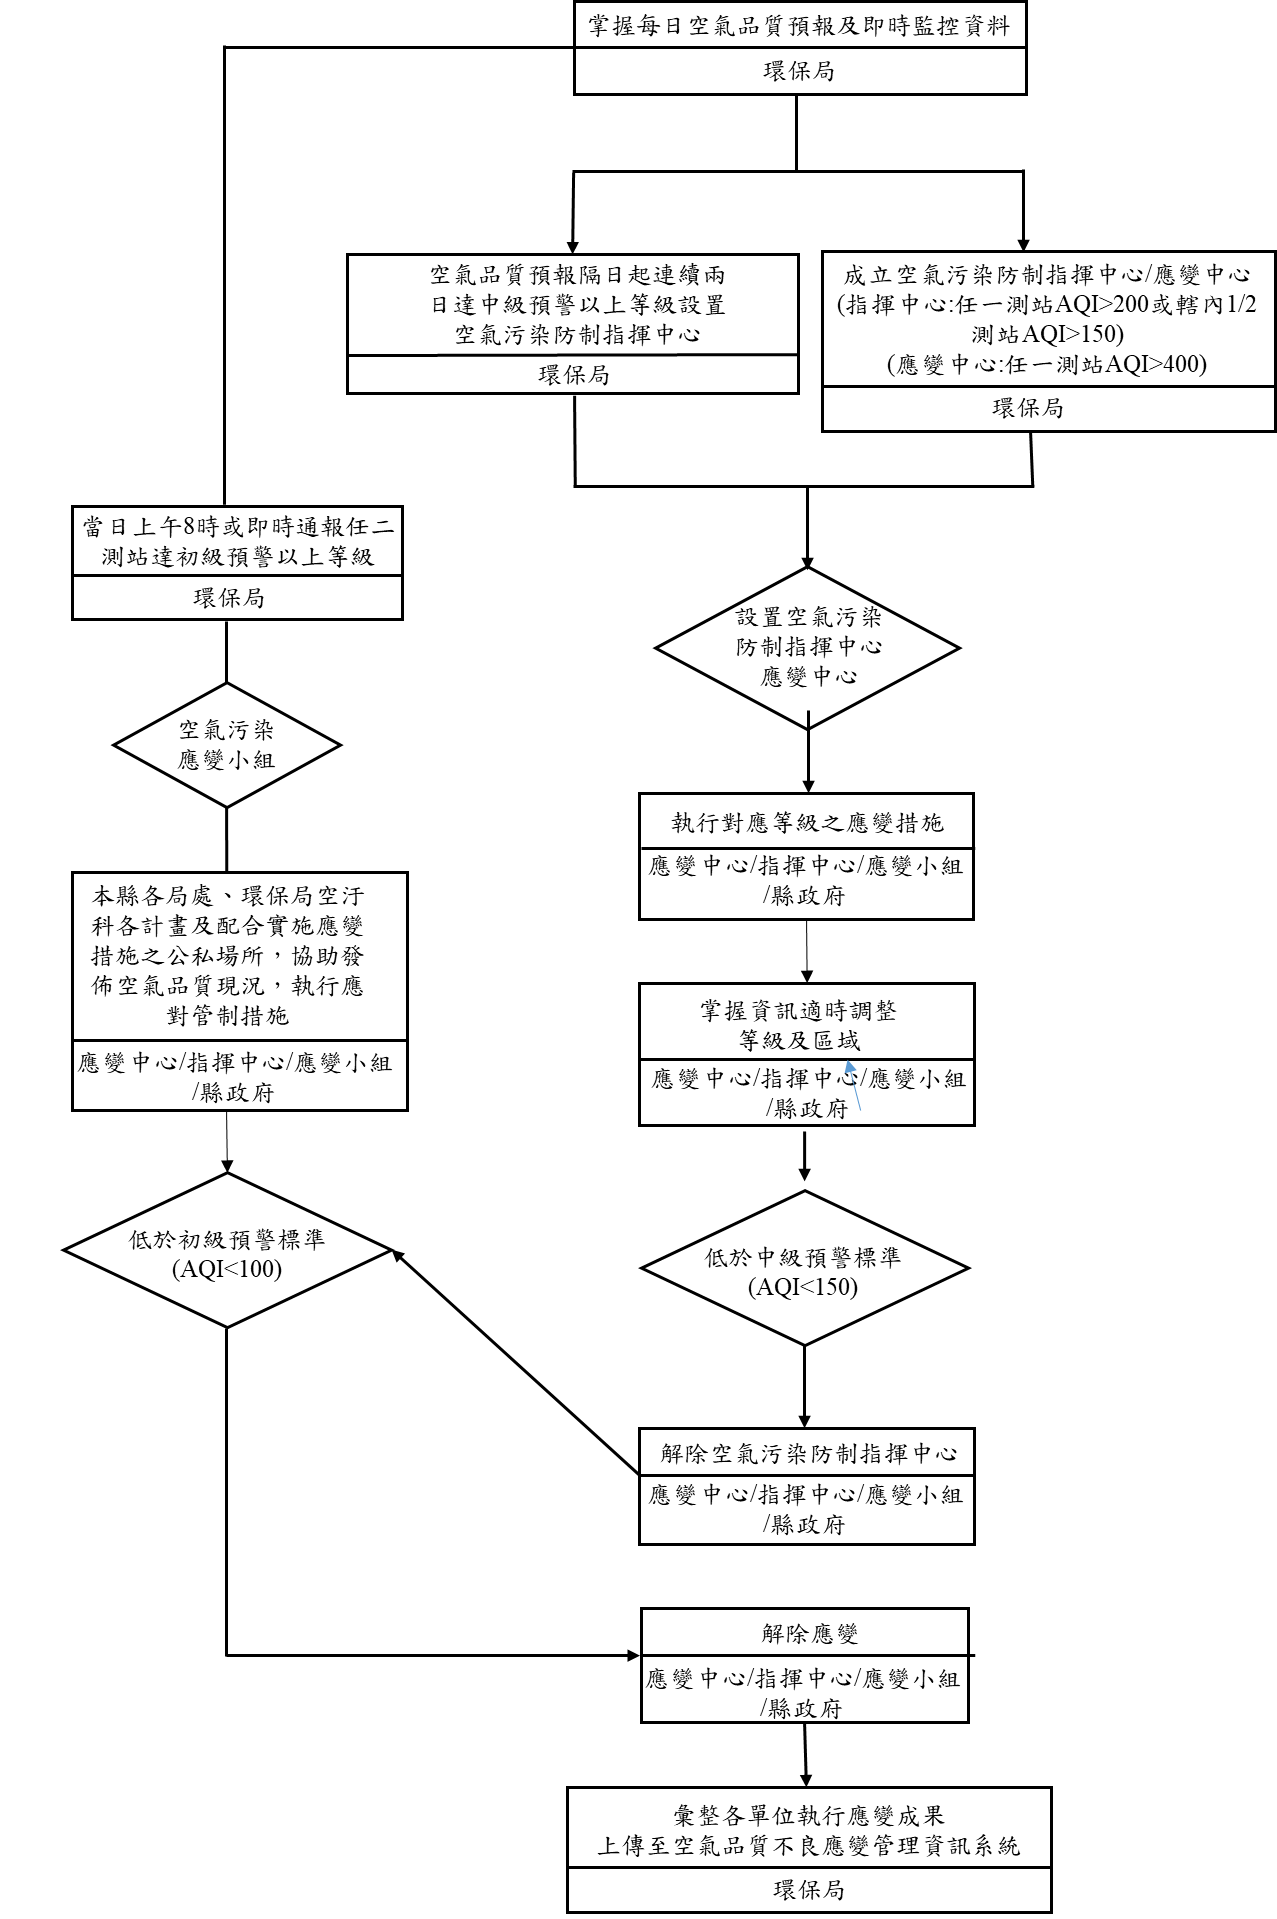 掌握每日空氣品質預報及即時監控資料
環保局
空氣品質預報隔日起連續兩
日達中級預警以上等級設置
空氣污染防制指揮中心
環保局
成立空氣污染防制指揮中心/應變中心
(指揮中心:任一測站AQI>200或轄內1/2
測站AQI>150)
(應變中心:任一測站AQI>400)
環保局
當日上午8時或即時通報任二
測站達初級預警以上等級
環保局
設置空氣污染
防制指揮中心
應變中心
空氣污染
應變小組
執行對應等級之應變措施
應變中心/指揮中心/應變小組
/縣政府
本縣各局處、環保局空汙
科各計畫及配合實施應變
措施之公私場所，協助發
佈空氣品質現況，執行應
對管制措施
應變中心/指揮中心/應變小組
/縣政府
掌握資訊適時調整
等級及區域
應變中心/指揮中心/應變小組
/縣政府
低於初級預警標準
(AQI<100)
低於中級預警標準
(AQI<150)
解除空氣污染防制指揮中心
應變中心/指揮中心/應變小組
/縣政府
解除應變
應變中心/指揮中心/應變小組
/縣政府
彙整各單位執行應變成果
上傳至空氣品質不良應變管理資訊系統
環保局